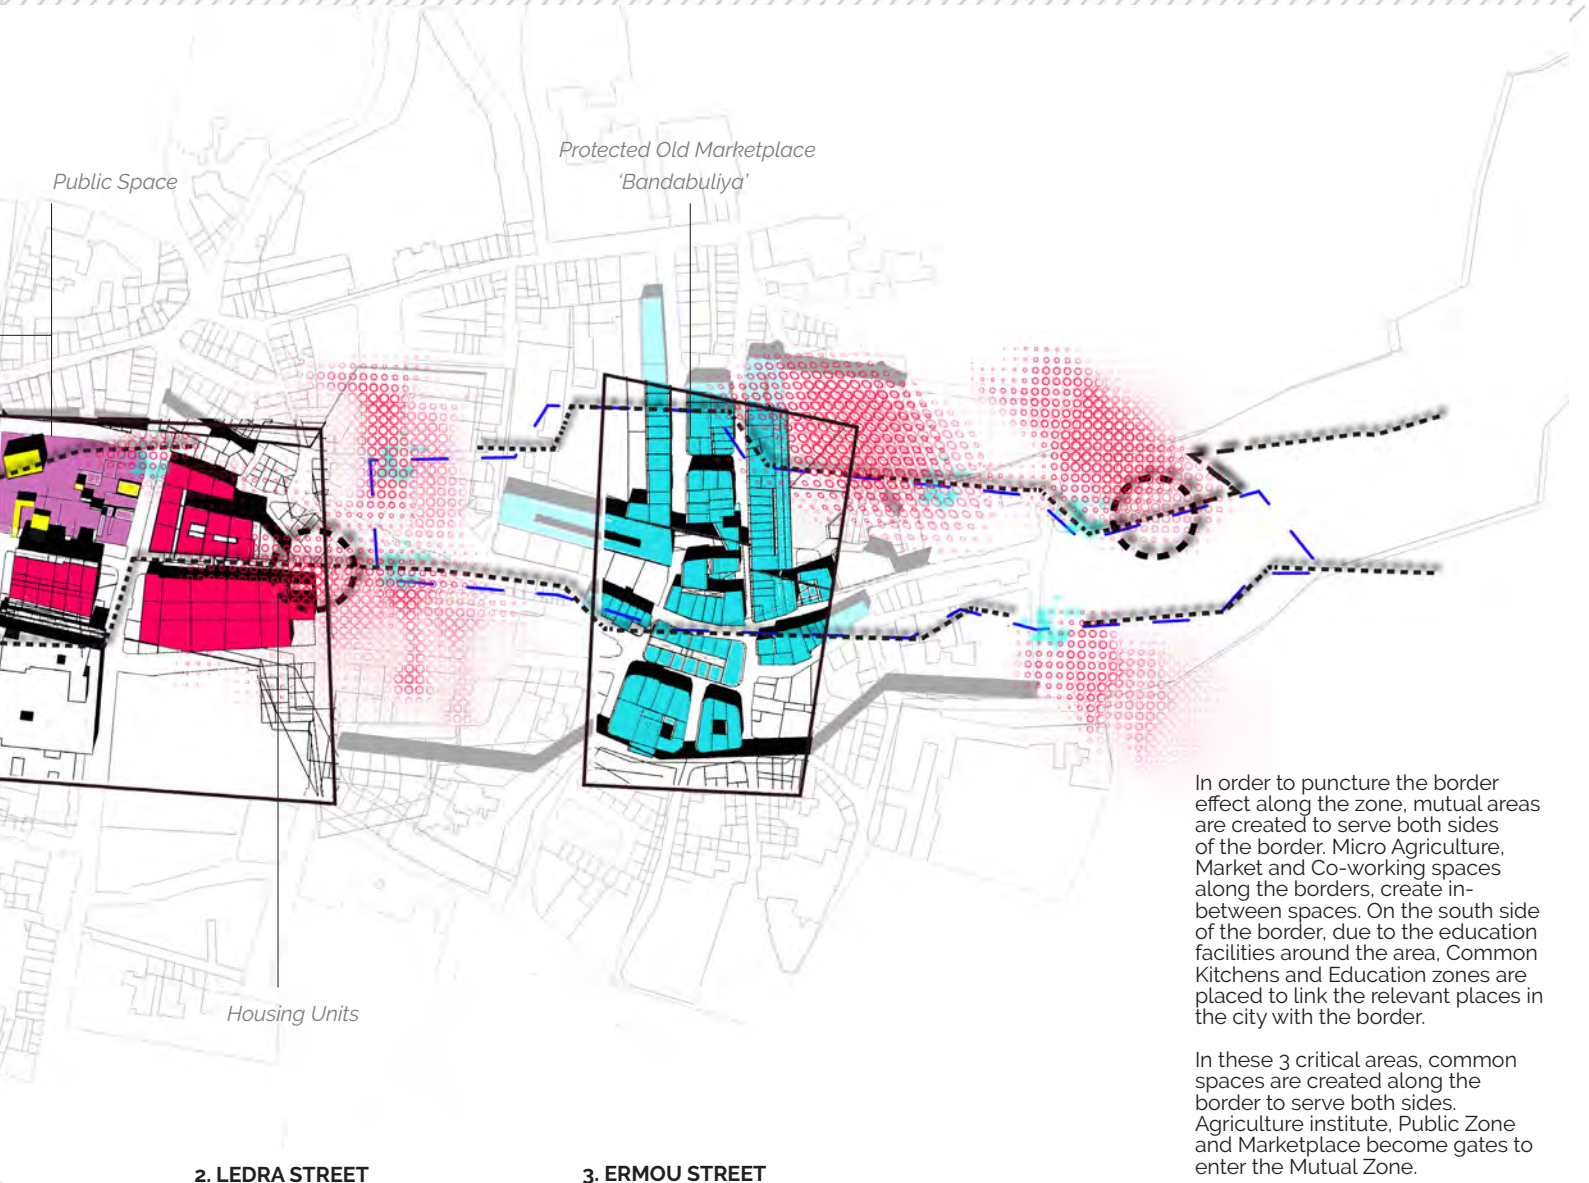 Protected Old Marketplace
‘Bandabuliya’
Public Space
In order to puncture the border
effect along the zone, mutual areas
are created to serve both sides
of the border. Micro Agriculture,
Market and Co-working spaces
along the borders, create in-
between spaces. On the south side
of the border, due to the education
facilities around the area, Common
Kitchens and Education zones are
placed to link the relevant places in
the city with the border.
In these 3 critical areas, common
spaces are created along the
border to serve both sides.
Agriculture institute, Public Zone
and Marketplace become gates to
enter the Mutual Zone.
Housing Units
2. LEDRA STREET
3. ERMOU STREET